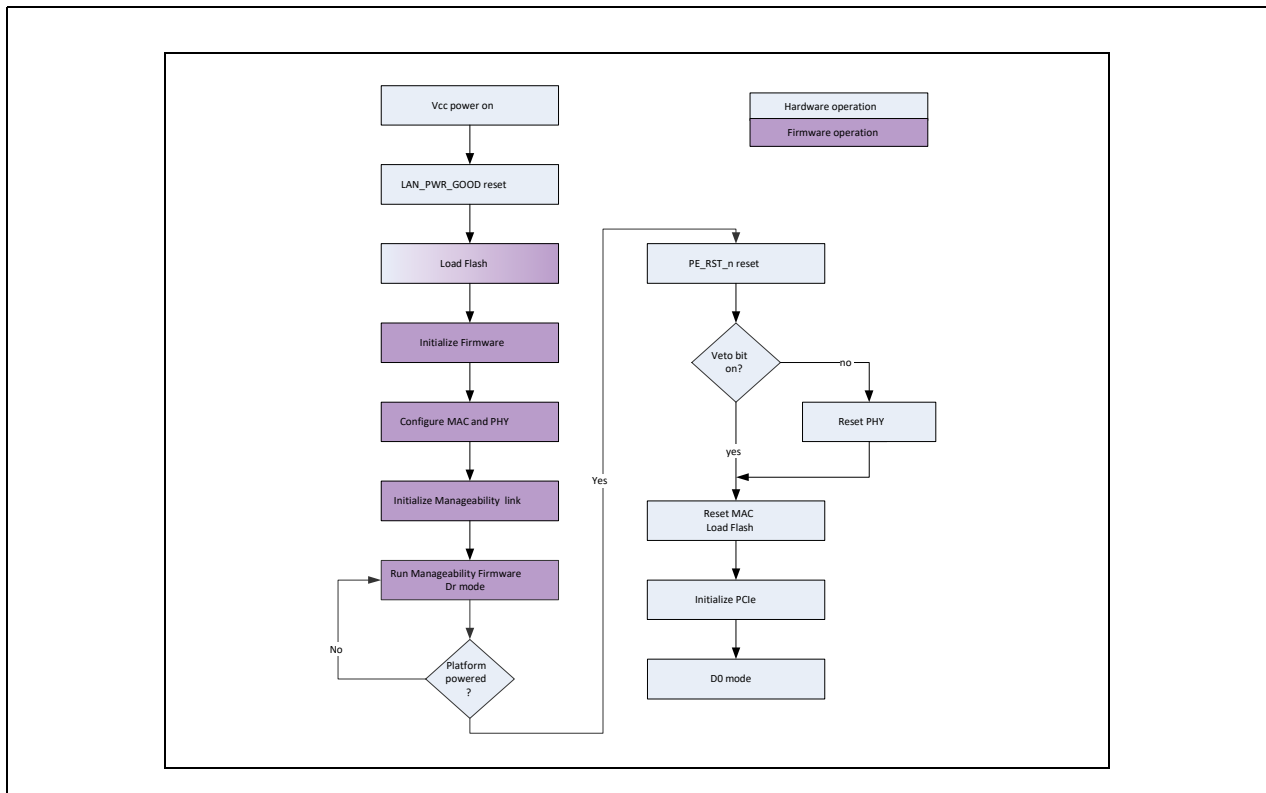 Vcc power on
LAN_PWR_GOOD reset
Load Flash
Initialize Firmware
Configure MAC and PHY
Initialize Manageability link
Run Manageability Firmware
Dr mode
No
Platform
powered
?
Yes
Hardware operation
Firmware operation
PE_RST_n reset
Veto bit
on?
no
Reset PHY
yes
Reset MAC
Load Flash
Initialize PCIe
D0 mode